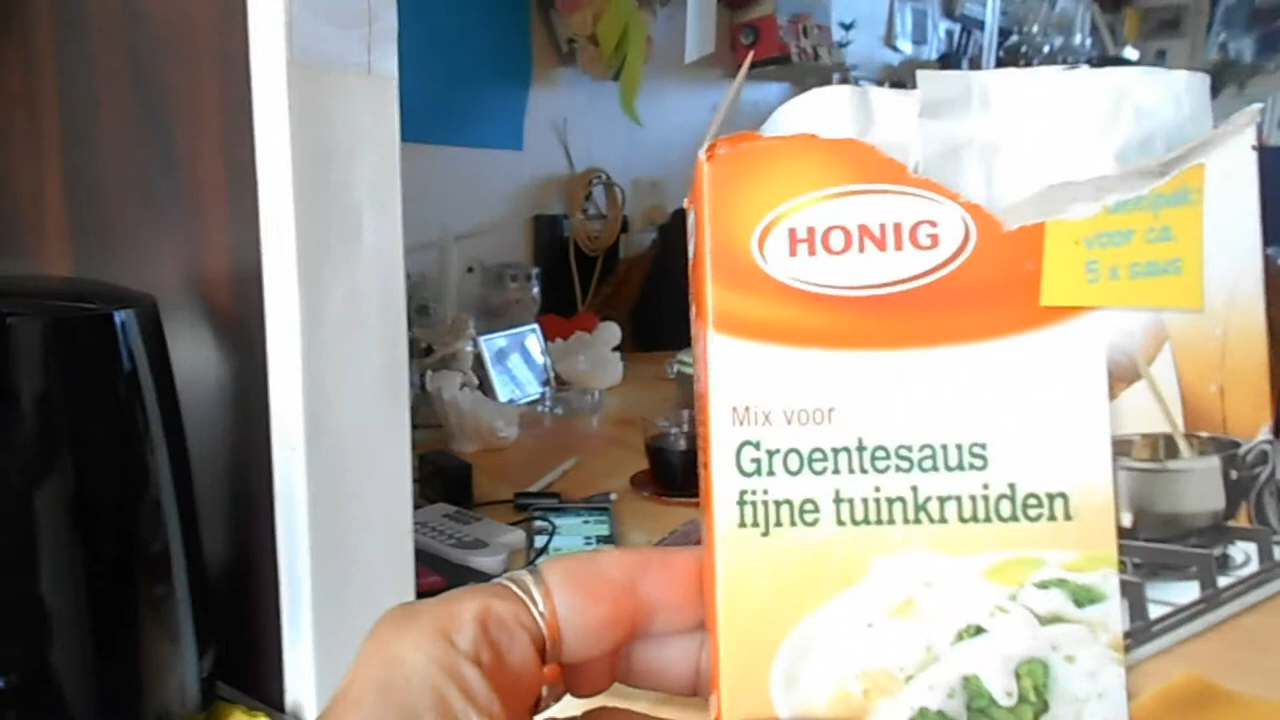 HONIG
voor ca.
5 x saus
Mix voor
Groentesaus
fijne tuinkruiden